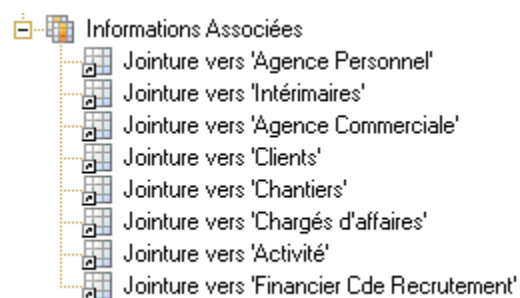 Informations Associées
Jointure vers 'Agence Personnel'
Jointure vers 'Intérimaires'
Jointure vers 'Agence Commerciale'
Jointure vers 'Clients'
Jointure vers 'Chantiers'
Jointure vers 'Chargés d'affaires'
Jointure vers 'Activité'
Jointure vers 'Financier Cde Recrutement'